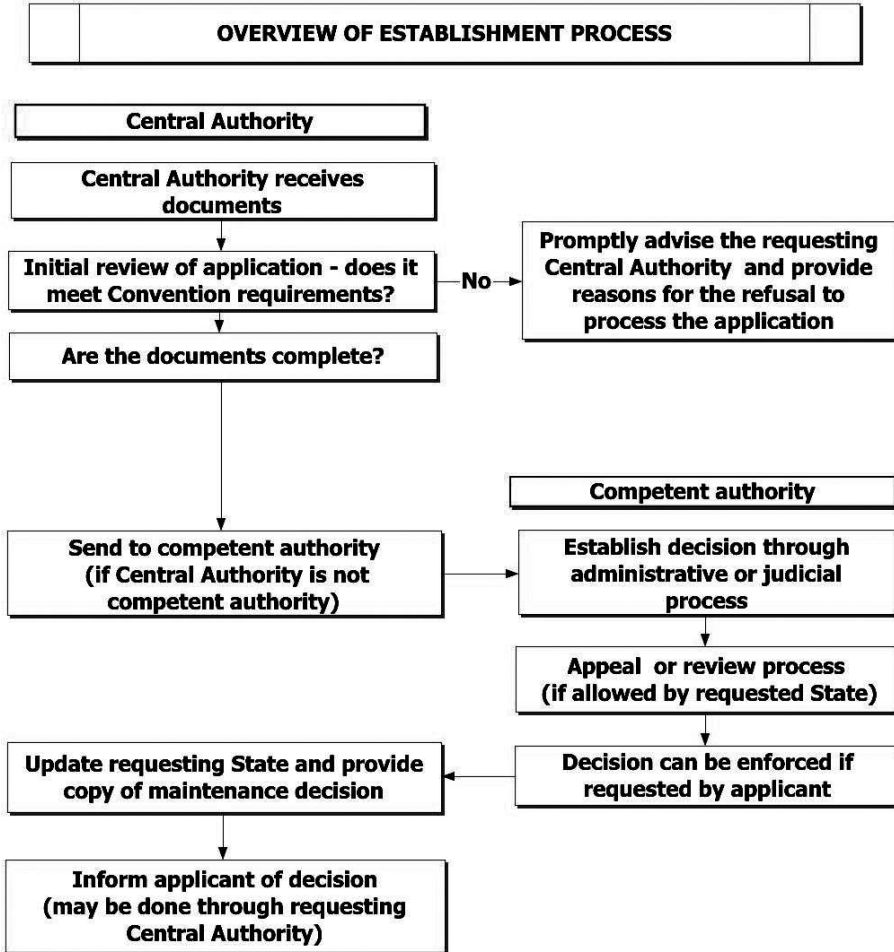 OVERVIEW OF ESTABLISHMENT PROCESS
Central Authority
Central Authority receives
documents
Initial review of application - does it
meet Convention requirements?
No
Promptly advise the requesting
Central Authority and provide
reasons for the refusal to
process the application
Are the documents complete?
Competent authority
Send to competent authority
(if Central Authority is not
competent authority)
Establish decision through
administrative or judicial
process
Appeal or review process
(if allowed by requested State)
Decision can be enforced if
requested by applicant
Update requesting State and provide
copy of maintenance decision
Inform applicant of decision
(may be done through requesting
Central Authority)